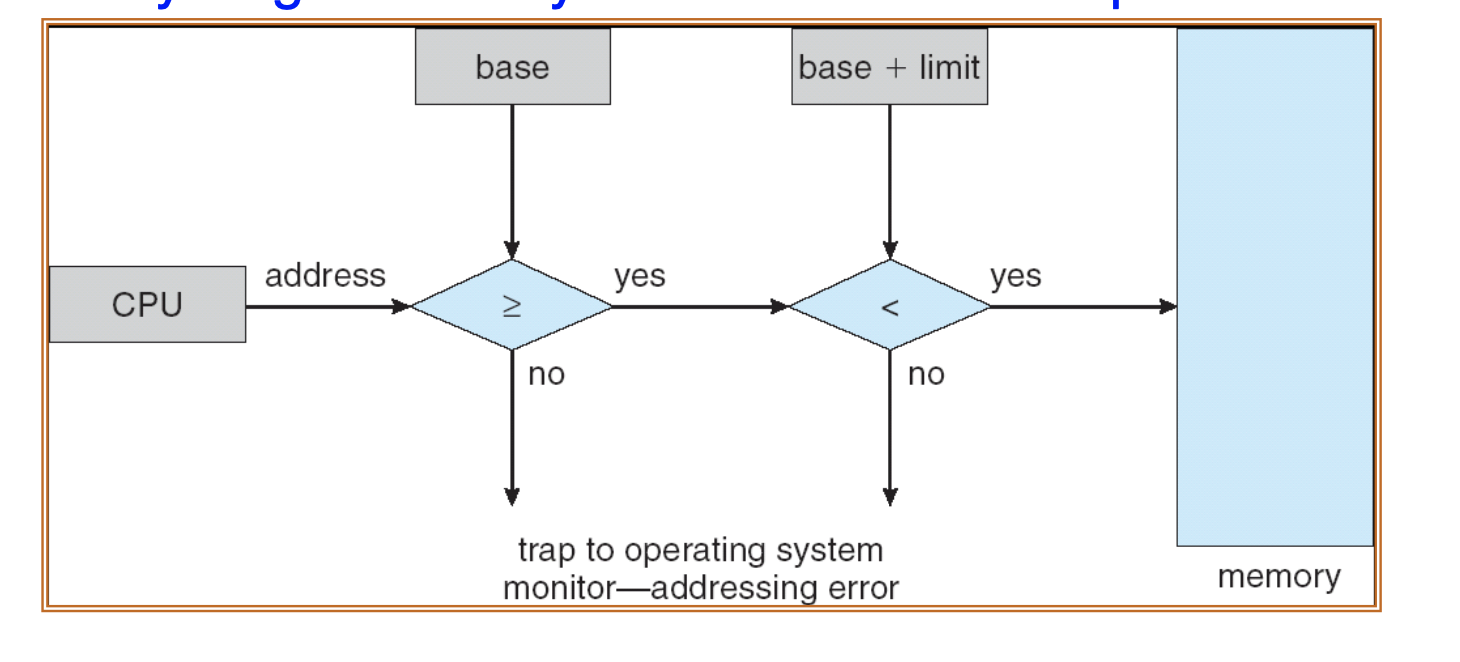 base
base + limit
CPU
address
≥
yes
<
yes
no
no
trap to operating system
monitor—addressing error
memory